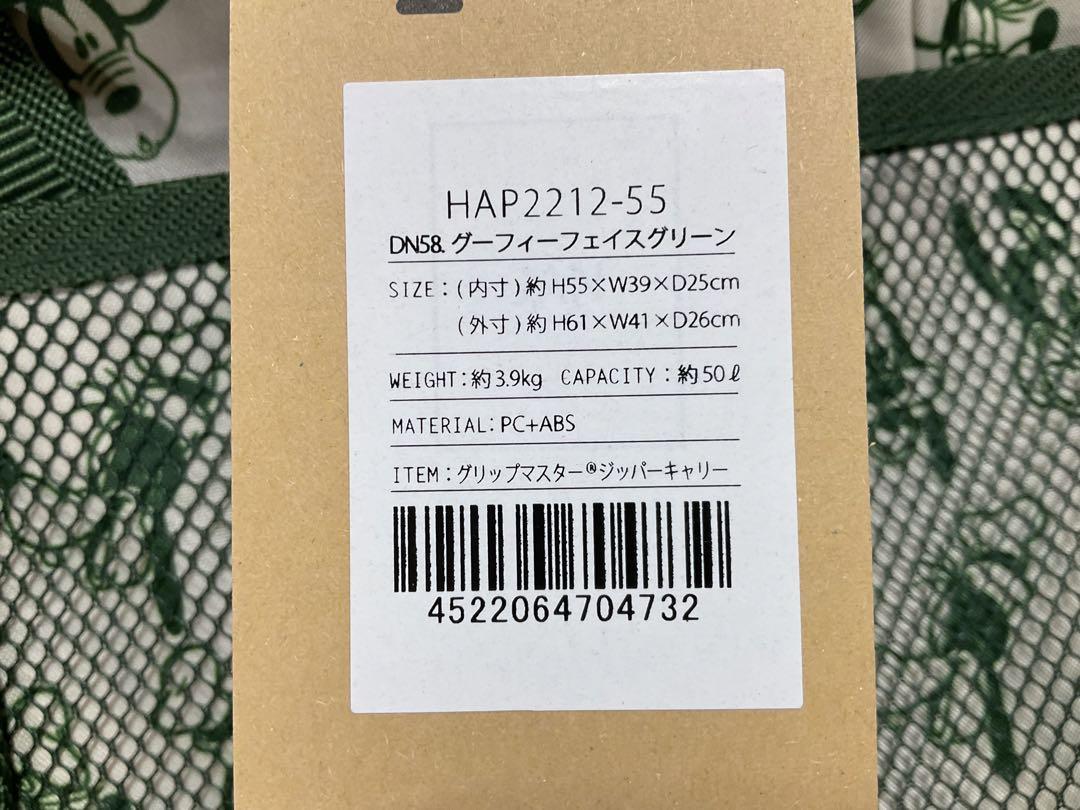 HAP2212-55
DN58. グーフィーフェイスグリーン
SIZE：(内寸)約 H55×W39×D25cm
(外寸)約 H61×W41×D26cm
WEIGHT：約 3.9kg CAPACITY：約 50ℓ
MATERIAL：PC+ABS
ITEM：グリップマスター®ジッパーキャリー
4522064704732